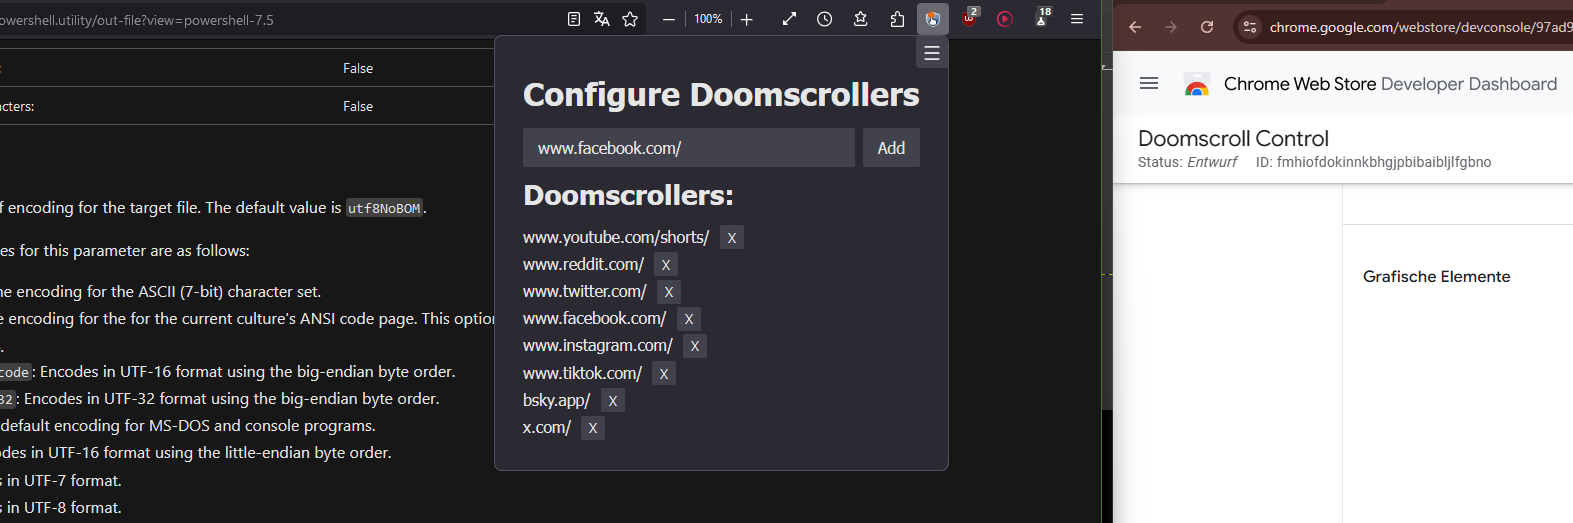 owershell.utility/out-file?view=powershell-7.5
100%
2
18
False
acters:
False
f encoding for the target file. The default value is utf8NoBOM.
es for this parameter are as follows:
he encoding for the ASCII (7-bit) character set.
e encoding for the for the current culture's ANSI code page. This option
.
code: Encodes in UTF-16 format using the big-endian byte order.
32: Encodes in UTF-32 format using the big-endian byte order.
default encoding for MS-DOS and console programs.
odes in UTF-16 format using the little-endian byte order.
s in UTF-7 format.
s in UTF-8 format.
Configure Doomscrollers
www.facebook.com/
Add
Doomscrollers:
www.youtube.com/shorts/ X
www.reddit.com/ X
www.twitter.com/ X
www.facebook.com/ X
www.instagram.com/ X
www.tiktok.com/ X
bsky.app/ X
x.com/ X
chrome.google.com/webstore/devconsole/97ad9
Chrome Web Store Developer Dashboard
Doomscroll Control
Status: Entwurf ID: fmhiofdokinnkbhgjpbibaibljlfgbno
Grafische Elemente